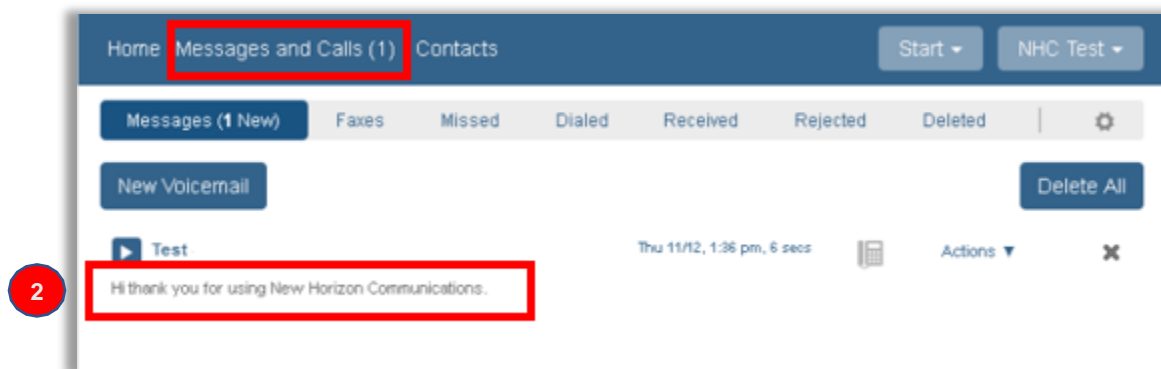 Home Messages and Calls (1) Contacts Start NHC Test
Messages (1 New) Faxes Missed Dialed Received Rejected Deleted
New Voicemail Delete All
Test Thu 11/12, 1:36 pm, 6 secs Actions
2
Hi thank you for using New Horizon Communications.